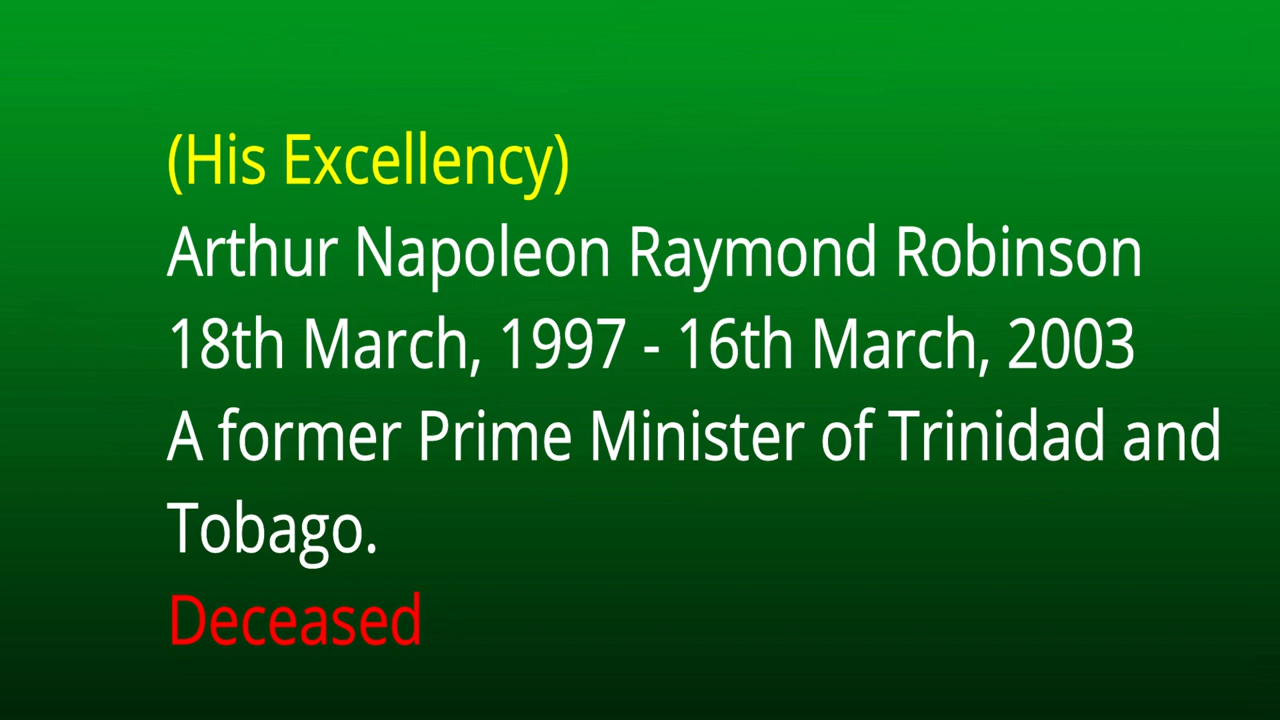 (His Excellency)
Arthur Napoleon Raymond Robinson
18th March, 1997 - 16th March, 2003
A former Prime Minister of Trinidad and
Tobago.
Deceased